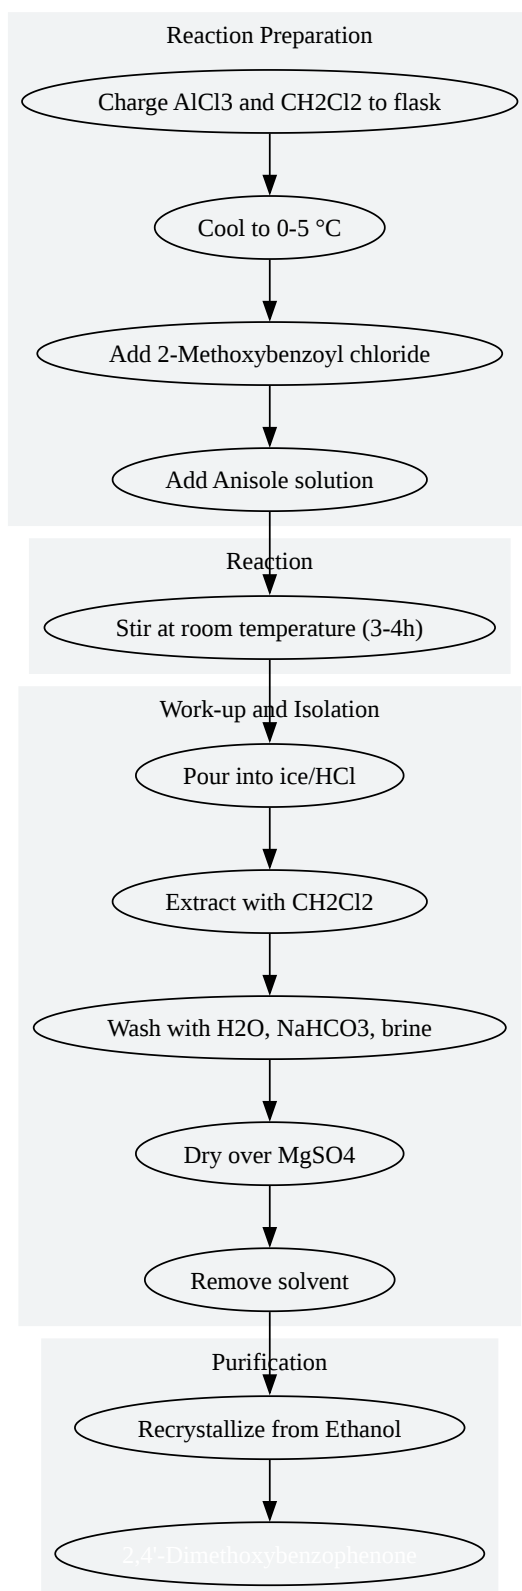 Reaction Preparation
Charge AlCl3 and CH2Cl2 to flask
Cool to 0-5 °C
Add 2-Methoxybenzoyl chloride
Add Anisole solution
Reaction
Stir at room temperature (3-4h)
Work-up and Isolation
Pour into ice/HCl
Extract with CH2Cl2
Wash with H2O, NaHCO3, brine
Dry over MgSO4
Remove solvent
Purification
Recrystallize from Ethanol
2,4'-Dimethoxybenzophenone